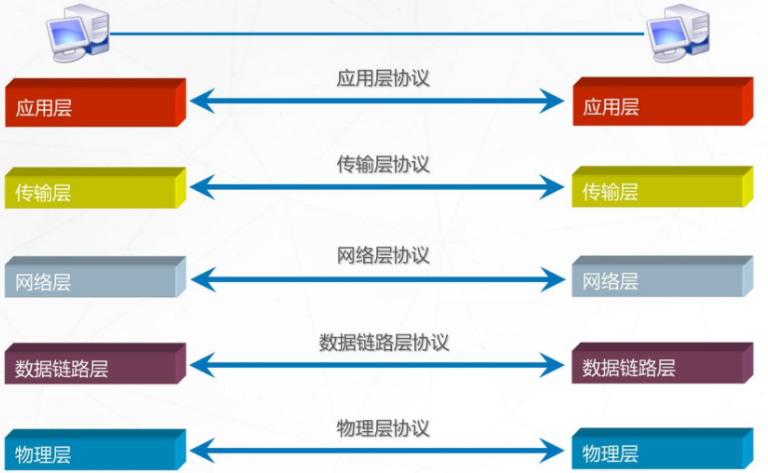 应用层协议
应用层
应用层
传输层协议
传输层
传输层
网络层协议
网络层
网络层
数据链路层协议
数据链路层
数据链路层
物理层协议
物理层
物理层